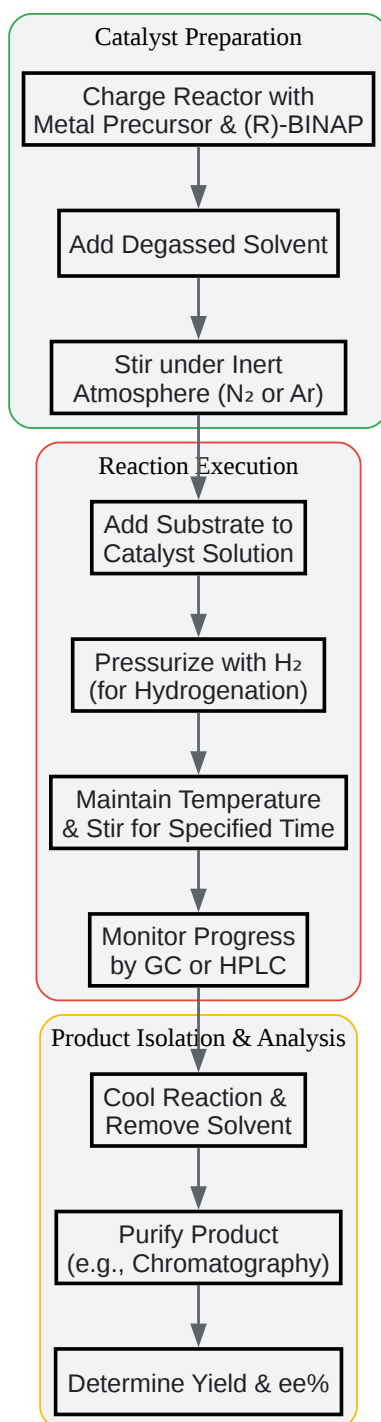 Catalyst Preparation
Charge Reactor with
Metal Precursor & (R)-BINAP
Add Degassed Solvent
Stir under Inert
Atmosphere (N₂ or Ar)
Reaction Execution
Add Substrate to
Catalyst Solution
Pressurize with H₂
(for Hydrogenation)
Maintain Temperature
& Stir for Specified Time
Monitor Progress
by GC or HPLC
Product Isolation & Analysis
Cool Reaction &
Remove Solvent
Purify Product
(e.g., Chromatography)
Determine Yield & ee%